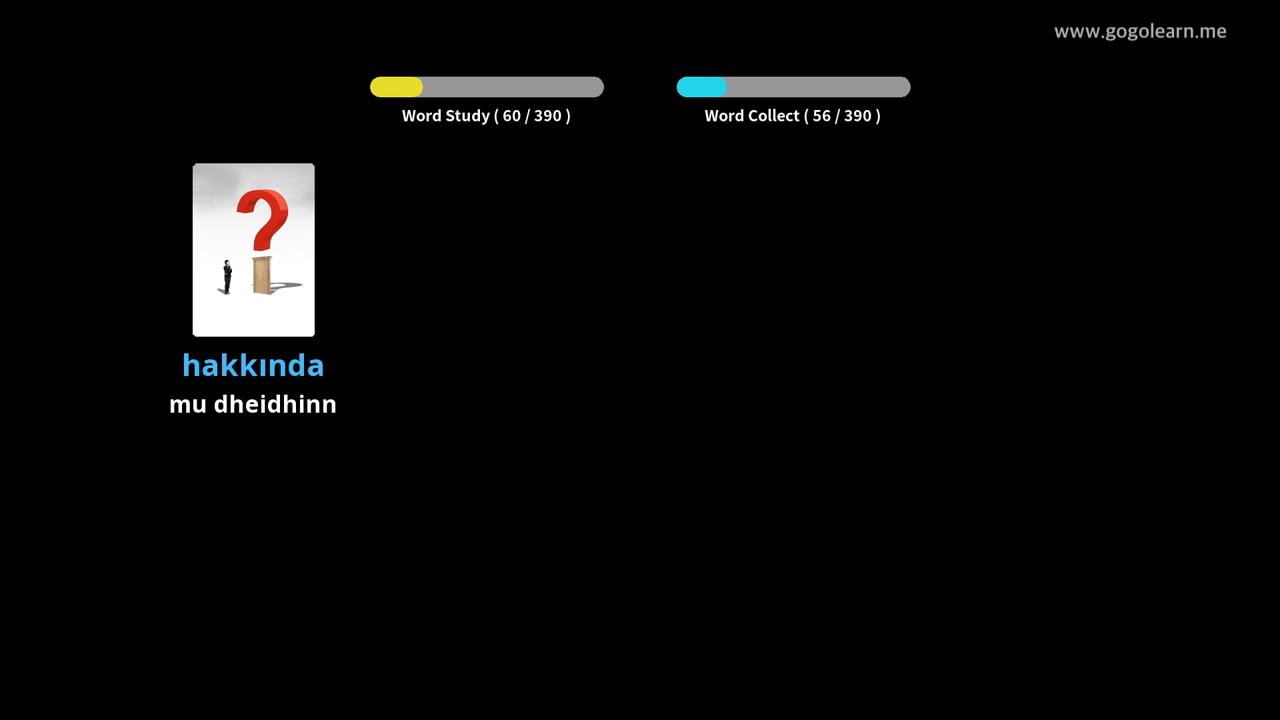 www.gogolearn.me
Word Study ( 60 / 390 )
Word Collect ( 56 / 390 )
hakkında
mu dheidhinn